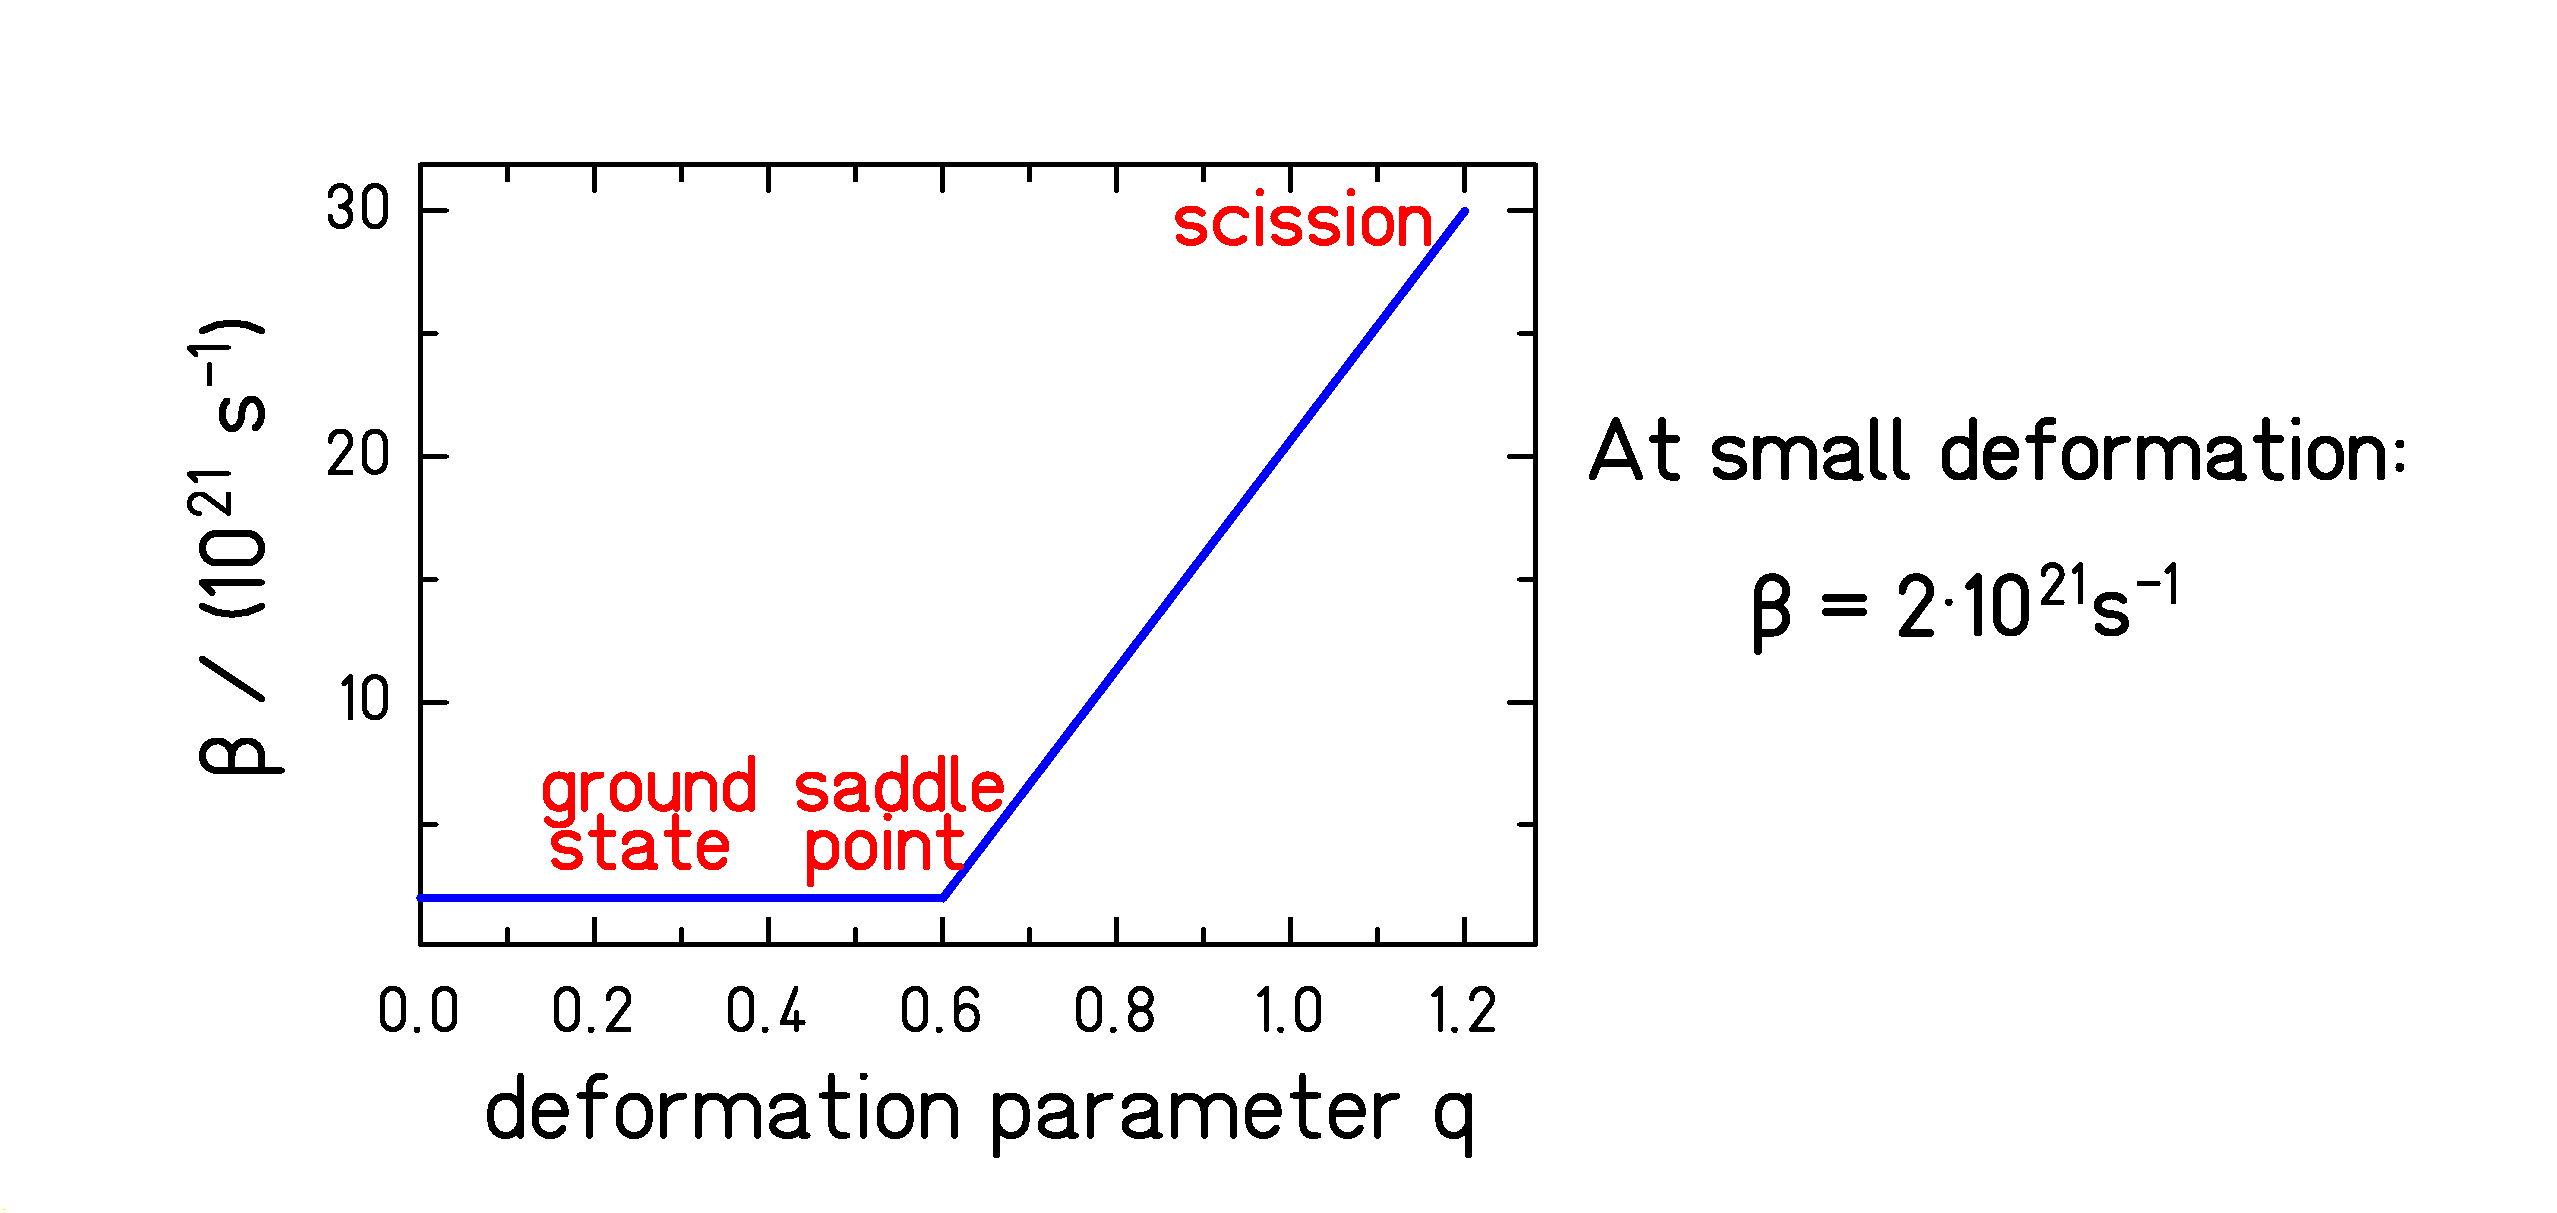 30
20
10
β / (10²¹ s⁻¹)
scission
ground saddle
state point
0.0 0.2 0.4 0.6 0.8 1.0 1.2
deformation parameter q
At small deformation:
β = 2·10²¹s⁻¹